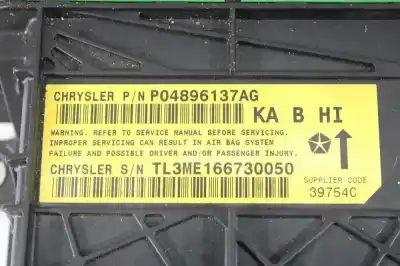 CHRYSLER P/N P04896137AG
KA B HI
WARNING. REFER TO SERVICE MANUAL BEFORE SERVICING.
IMPROPER SERVICING CAN RESULT IN AIR BAG SYSTEM
FAILURE AND POSSIBLE DRIVER AND/OR PASSENGER INJURY.
CHRYSLER S/N TL3ME166730050
SUPPLIER CODE
39754C